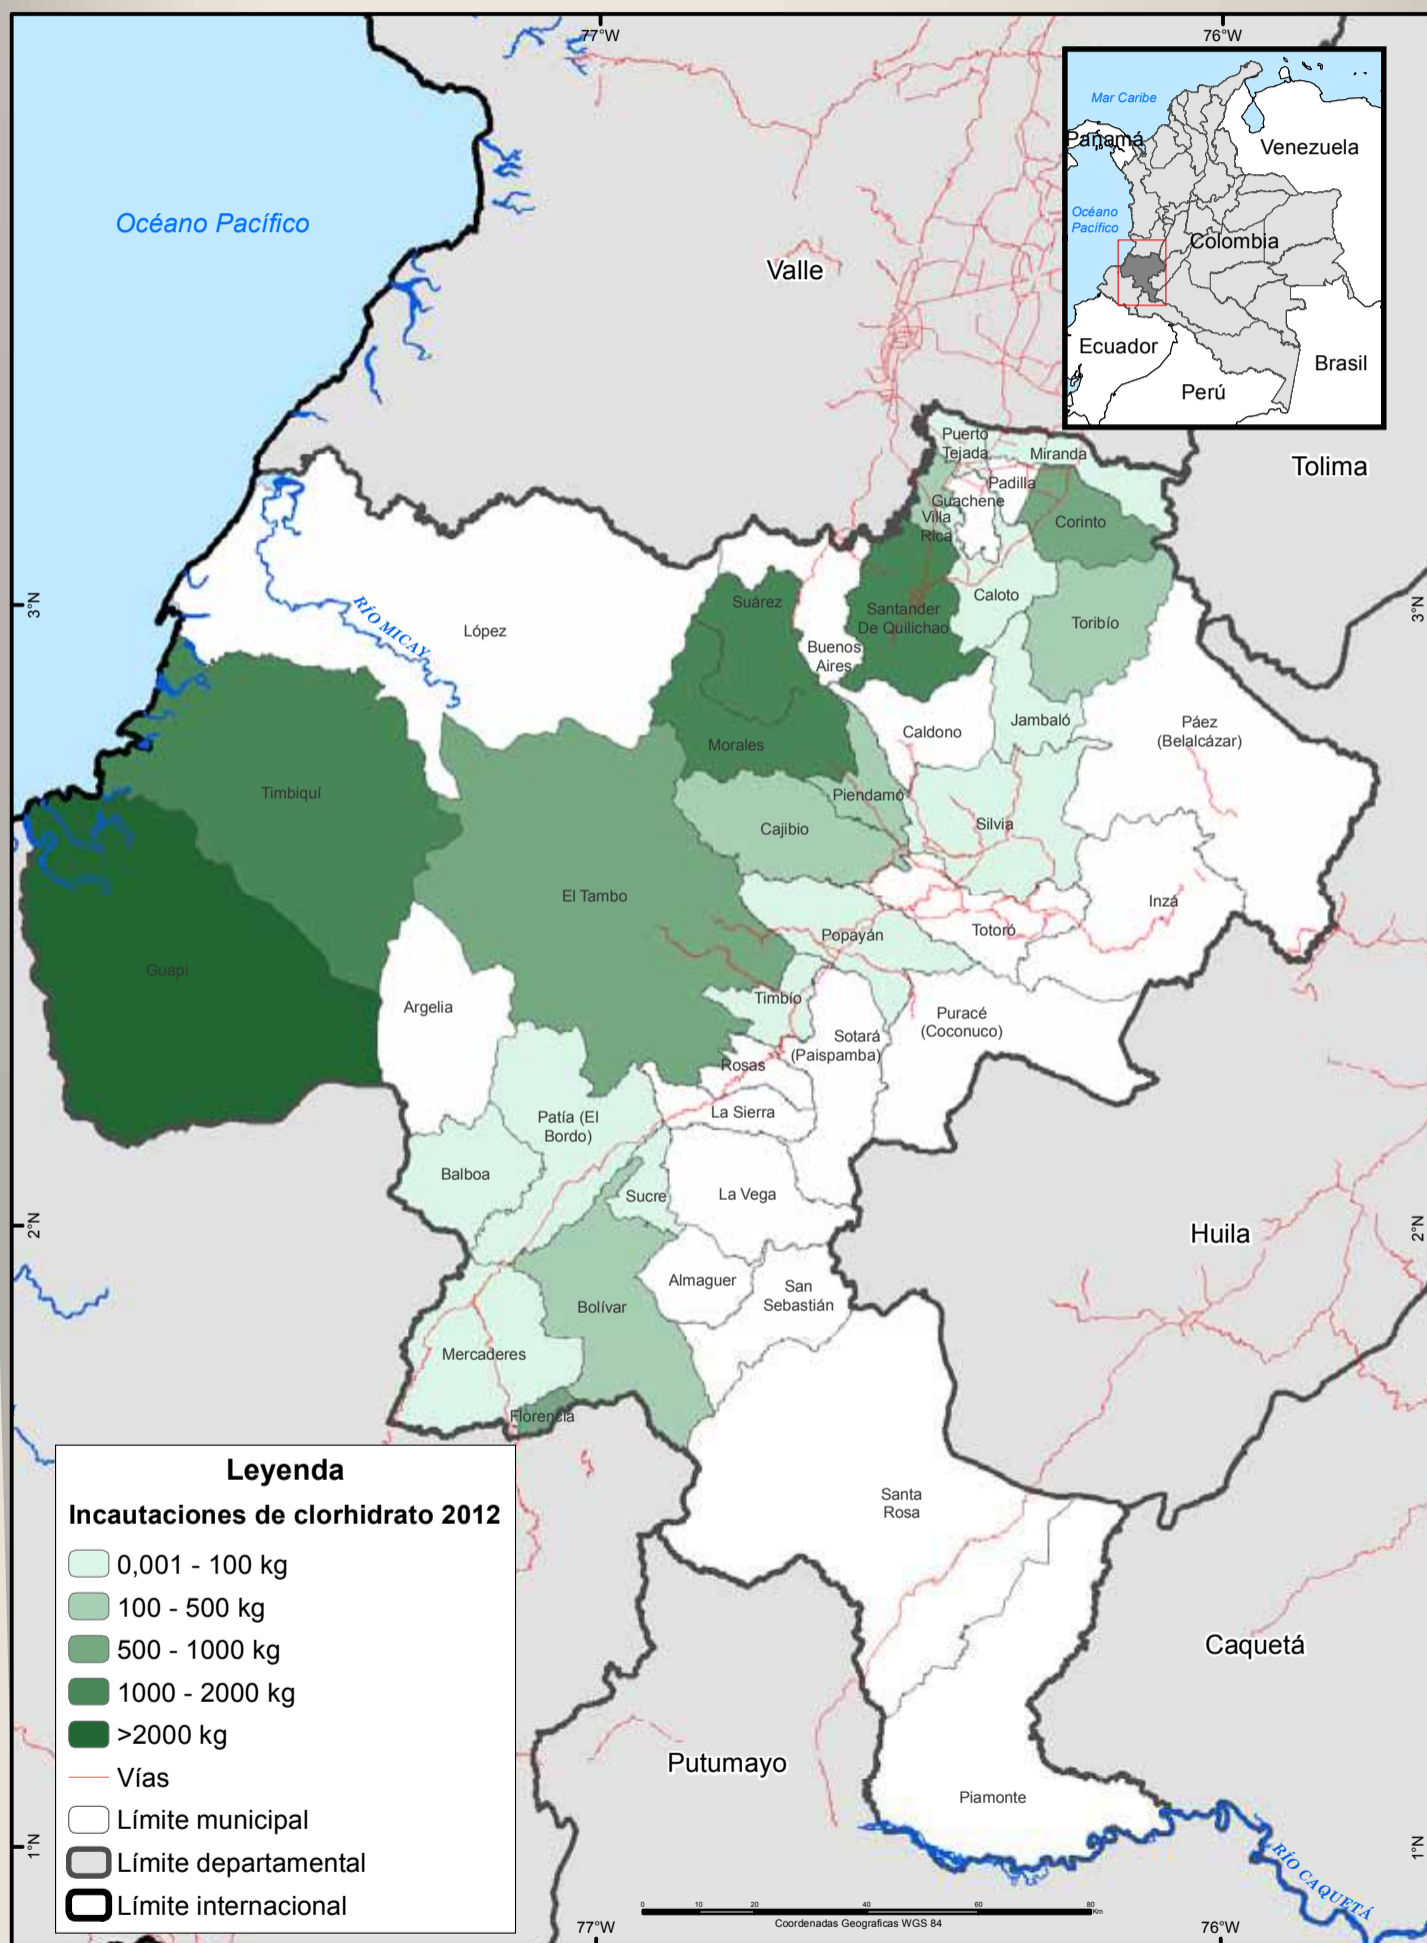 77°W
76°W
Mar Caribe
Panamá
Venezuela
Océano
Pacífico
Colombia
Ecuador
Perú
Brasil
Océano Pacífico
Valle
Tolima
Puerto
Tejada
Miranda
Padilla
Guachene
Villa
Rica
Corinto
3°N
3°N
RÍO MICAY
López
Suárez
Santander
De Quilichao
Caloto
Toribío
Buenos
Aires
Jambaló
Páez
(Belalcázar)
Caldono
Morales
Timbiquí
Piendamó
Cajibio
Silvia
El Tambo
Inzá
Totoró
Popayán
Guapi
Argelia
Timbío
Puracé
(Coconuco)
Sotará
(Paispamba)
Rosas
La Sierra
Patía (El
Bordo)
Balboa
Sucre
La Vega
2°N
2°N
Huila
Almaguer
San
Sebastián
Bolívar
Mercaderes
Florencia
Santa
Rosa
Caquetá
Putumayo
Piamonte
1°N
1°N
RÍO CAQUETÁ
Leyenda
Incautaciones de clorhidrato 2012
0,001 - 100 kg
100 - 500 kg
500 - 1000 kg
1000 - 2000 kg
>2000 kg
Vías
Límite municipal
Límite departamental
Límite internacional
0 10 20 40 60 80
Km
Coordenadas Geograficas WGS 84
77°W
76°W